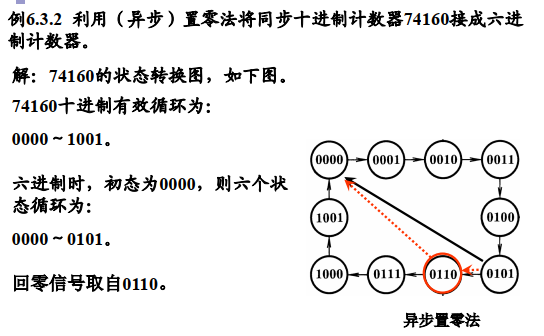 例6.3.2 利用（异步）置零法将同步十进制计数器74160接成六进
制计数器。
解：74160的状态转换图，如下图。
74160十进制有效循环为：
0000～1001。
六进制时，初态为0000，则六个状
态循环为：
0000～0101。
回零信号取自0110。
0000 0001 0010 0011
1001 0100
1000 0111 0110 0101
异步置零法